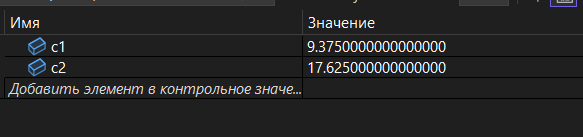 Имя Значение
c1 9.3750000000000000
c2 17.625000000000000
Добавить элемент в контрольное значе...